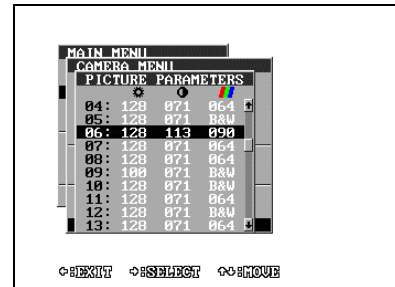 MAIN MENU
CAMERA MENU
PICTURE PARAMETERS
04: 128 071 064
05: 128 071 B&W
06: 128 113 090
07: 128 071 064
08: 128 071 064
09: 100 071 B&W
10: 128 071 B&W
11: 128 071 064
12: 128 071 B&W
13: 128 071 064
⇦:EXIT ⇨:SELECT ⇧⇩:MOVE